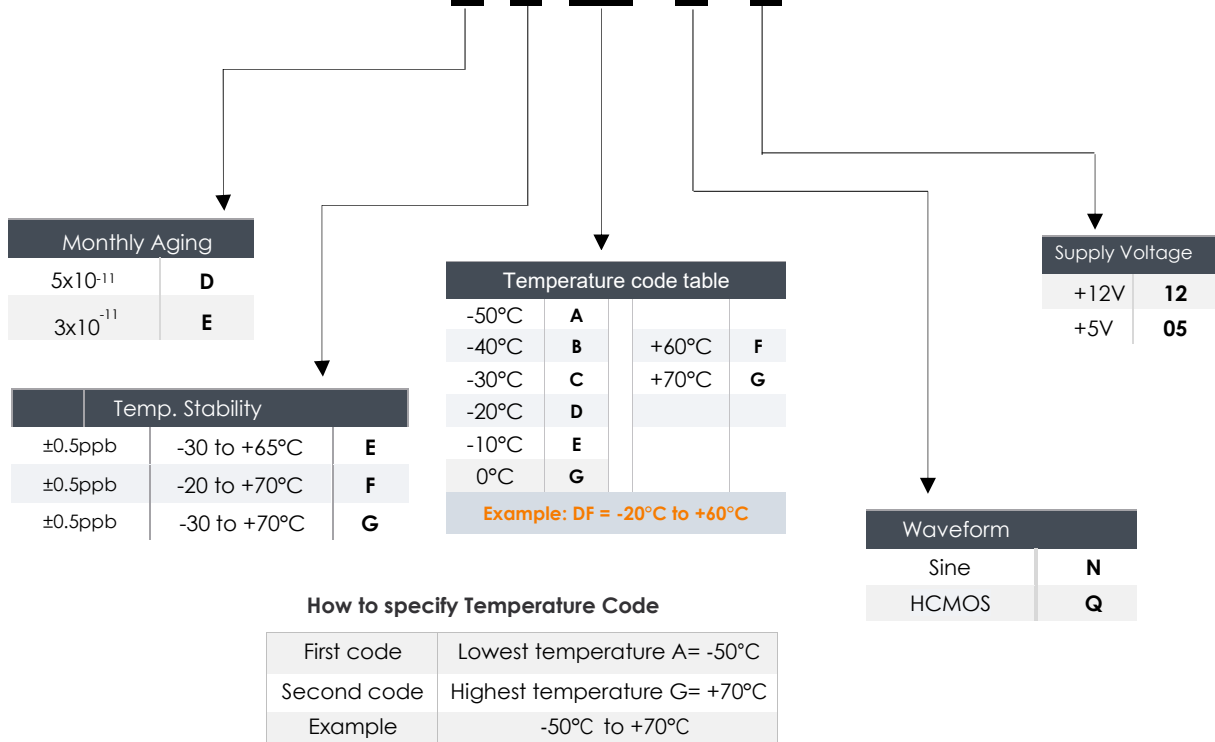 Monthly Aging
5x10-11 D
3x10-11 E
Temp. Stability
±0.5ppb -30 to +65°C E
±0.5ppb -20 to +70°C F
±0.5ppb -30 to +70°C G
Temperature code table
-50°C A
-40°C B +60°C F
-30°C C +70°C G
-20°C D
-10°C E
0°C G
Example: DF = -20°C to +60°C
Supply Voltage
+12V 12
+5V 05
Waveform
Sine N
HCMOS Q
How to specify Temperature Code
First code Lowest temperature A= -50°C
Second code Highest temperature G= +70°C
Example -50°C to +70°C